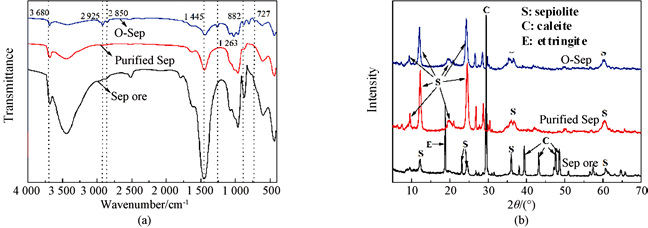 3 680
2 925
2 850
1 445
882
727
O-Sep
1 263
Purified Sep
Sep ore
Transmittance
4 000 3 500 3 000 2 500 2 000 1 500 1 000 500
Wavenumber/cm-1
(a)
C
S: sepiolite
C: caleite
E: ettringite
S
S
O-Sep
S
S
Purified Sep
E
S
S
S
C
Sep ore
S
Intensity
10 20 30 40 50 60 70
2θ/(°)
(b)